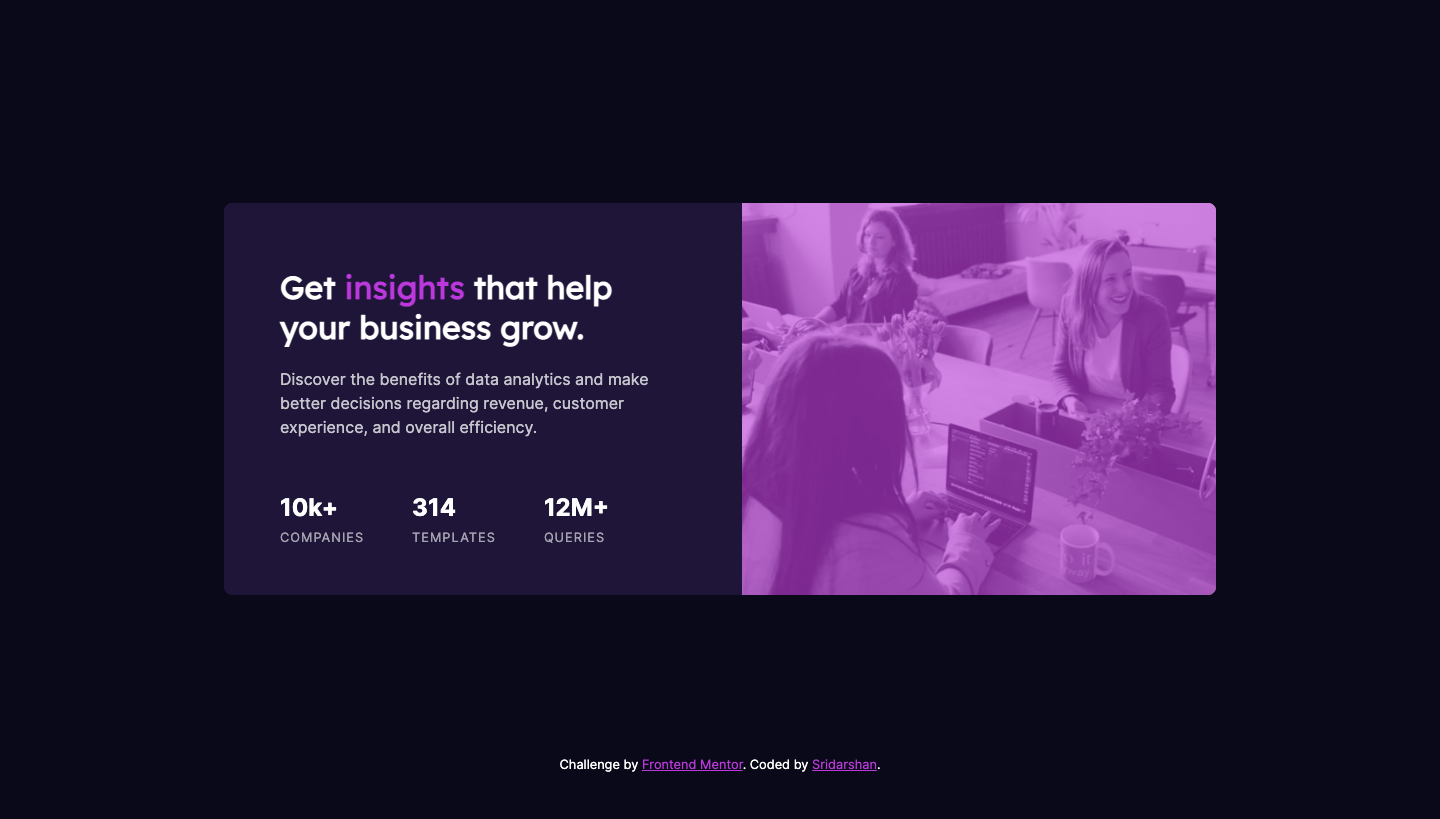 Get insights that help
your business grow.
Discover the benefits of data analytics and make
better decisions regarding revenue, customer
experience, and overall efficiency.
10k+ 314 12M+
COMPANIES TEMPLATES QUERIES
Challenge by Frontend Mentor. Coded by Sridarshan.